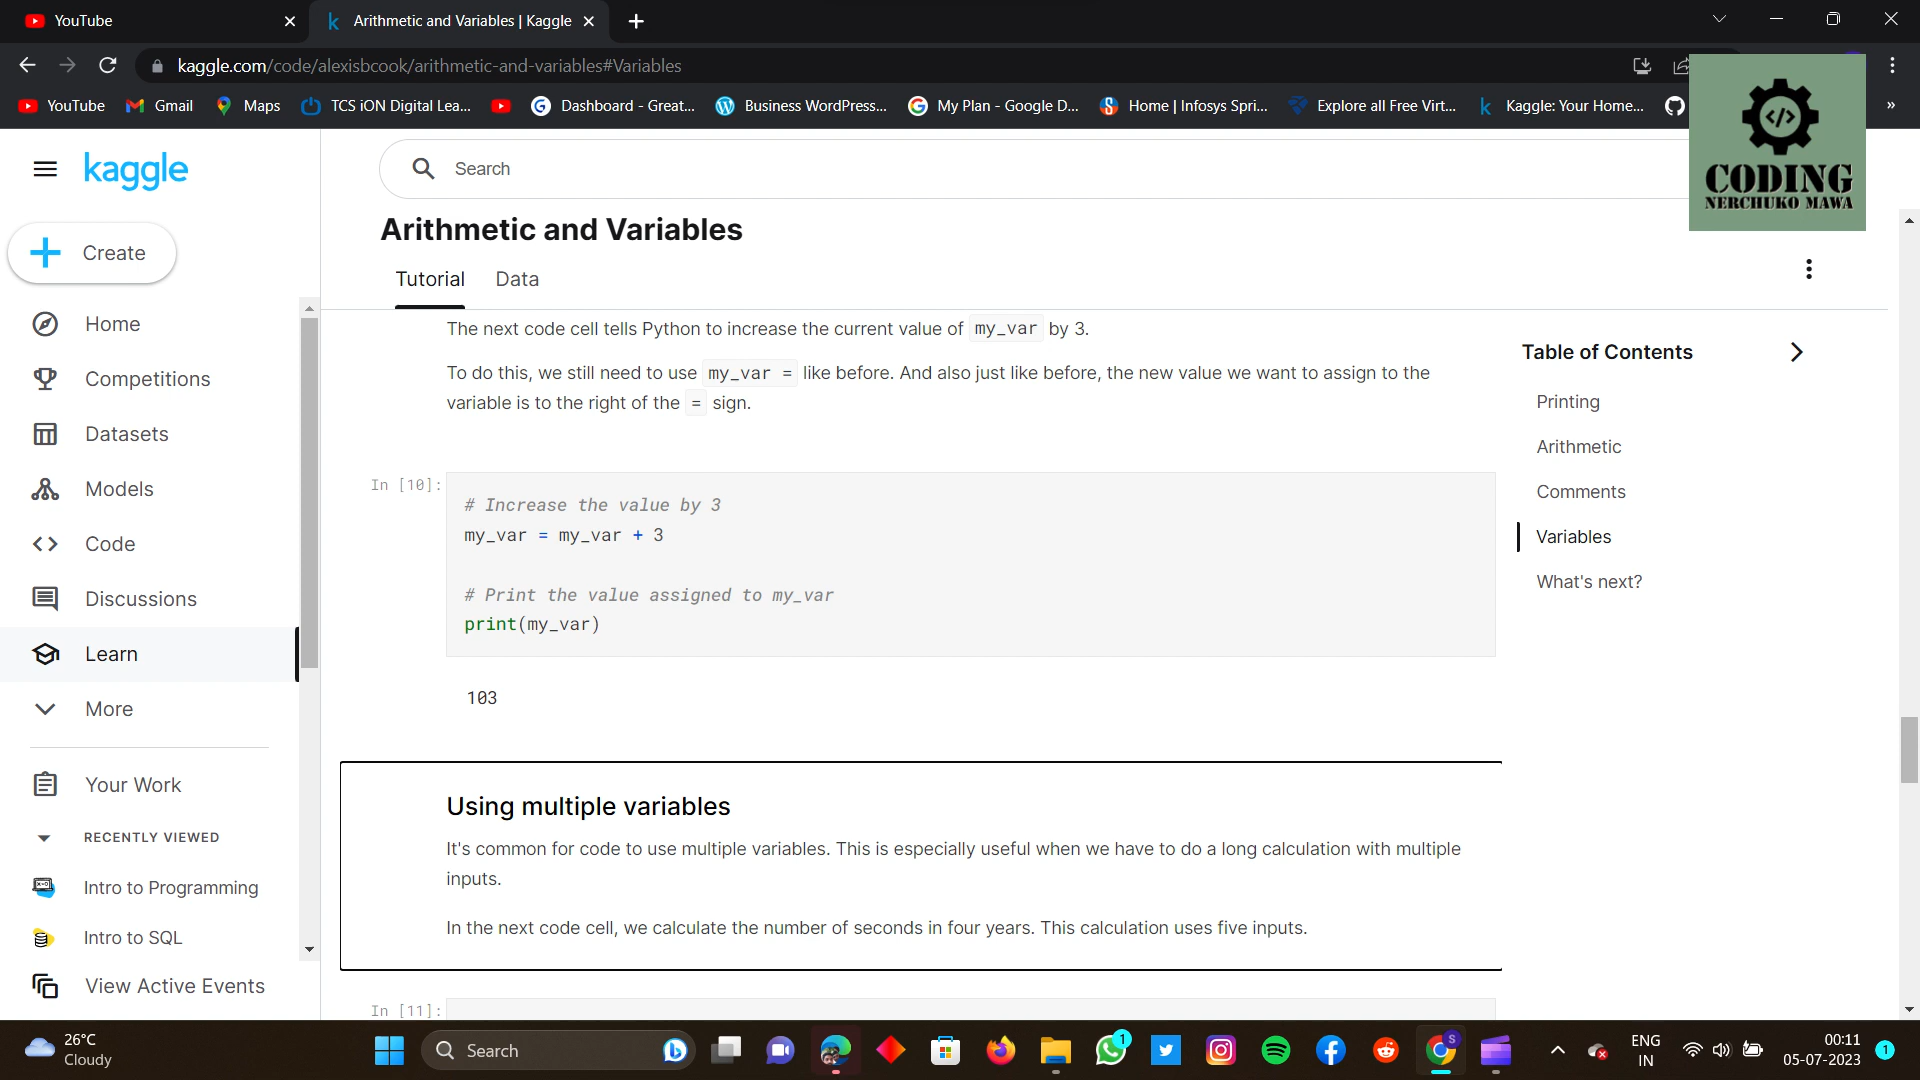 YouTube
Arithmetic and Variables | Kaggle
kaggle.com/code/alexisbcook/arithmetic-and-variables#Variables
YouTube
Gmail
Maps
TCS iON Digital Lea...
Dashboard - Great...
Business WordPress...
My Plan - Google D...
Home | Infosys Spri...
Explore all Free Virt...
Kaggle: Your Home...
»
</>
CODING
NERCHUKO MAWA
kaggle
Search
Create
Home
Competitions
Datasets
Models
Code
Discussions
Learn
More
Your Work
RECENTLY VIEWED
Intro to Programming
Intro to SQL
View Active Events
Arithmetic and Variables
Tutorial
Data
The next code cell tells Python to increase the current value of my_var by 3.
To do this, we still need to use my_var = like before. And also just like before, the new value we want to assign to the
variable is to the right of the = sign.
In [10]:
# Increase the value by 3
my_var = my_var + 3
# Print the value assigned to my_var
print(my_var)
103
Using multiple variables
It's common for code to use multiple variables. This is especially useful when we have to do a long calculation with multiple
inputs.
In the next code cell, we calculate the number of seconds in four years. This calculation uses five inputs.
In [11]:
Table of Contents
Printing
Arithmetic
Comments
Variables
What's next?
26°C
Cloudy
Search
1
S
ENG
IN
00:11
05-07-2023
1